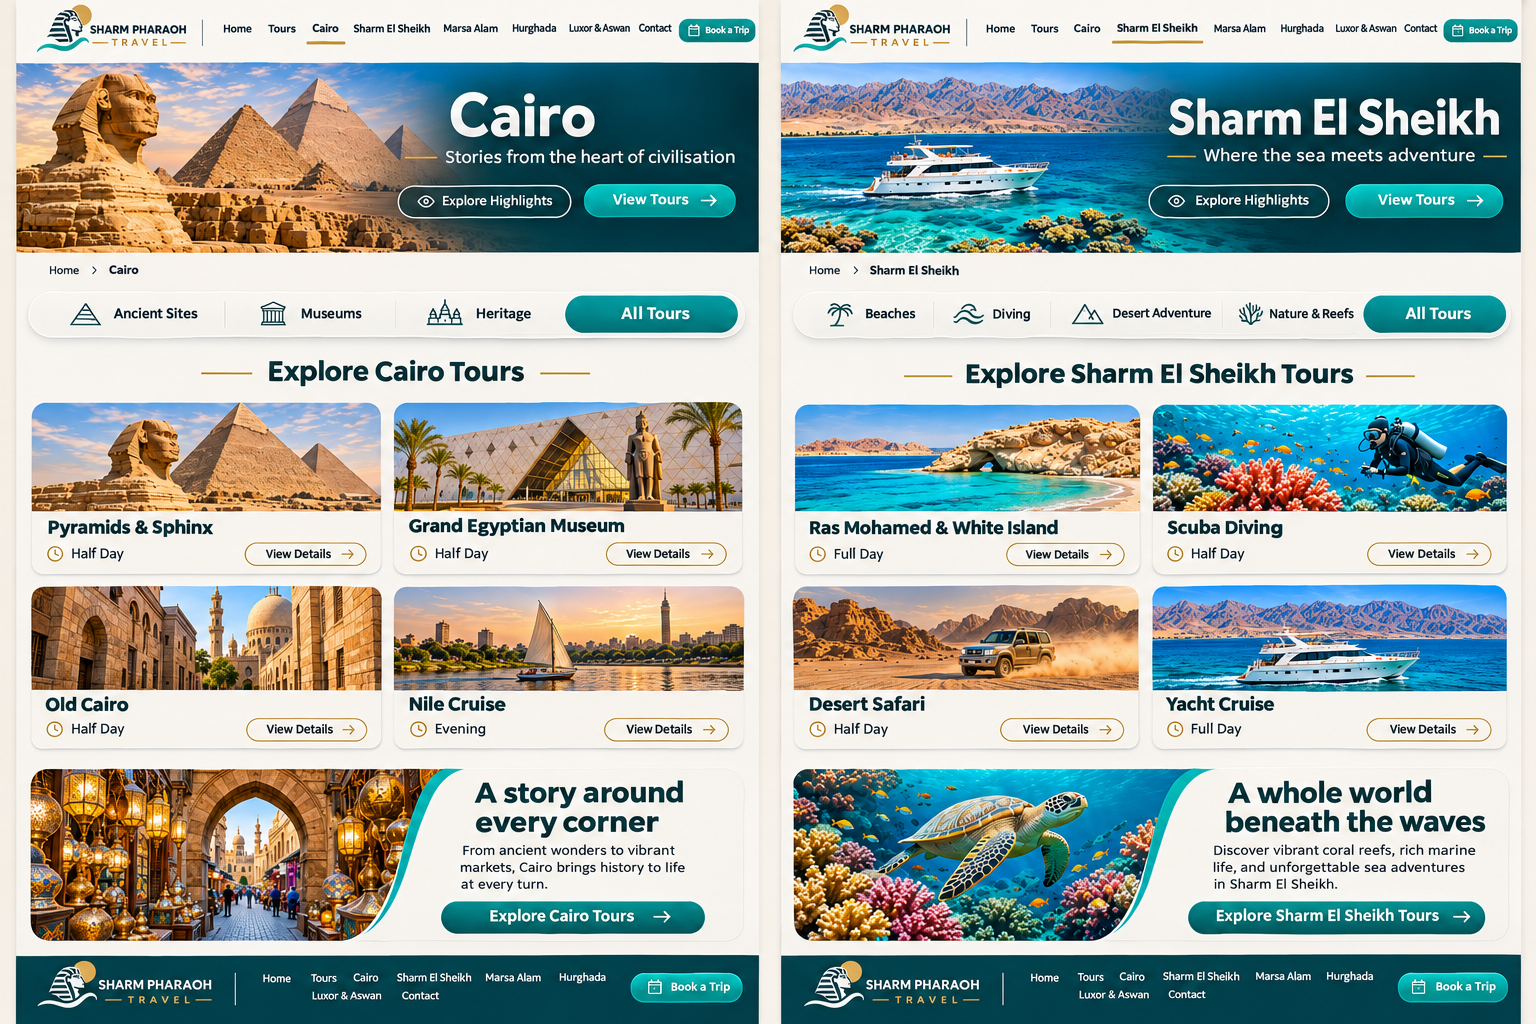 SHARM PHARAOH
TRAVEL
Home Tours Cairo Sharm El Sheikh Marsa Alam Hurghada Luxor & Aswan Contact Book a Trip
Cairo
Stories from the heart of civilisation
Explore Highlights View Tours
Home > Cairo
Ancient Sites Museums Heritage All Tours
Explore Cairo Tours
Pyramids & Sphinx
Half Day View Details
Grand Egyptian Museum
Half Day View Details
Old Cairo
Half Day View Details
Nile Cruise
Evening View Details
A story around
every corner
From ancient wonders to vibrant
markets, Cairo brings history to life
at every turn.
Explore Cairo Tours
SHARM PHARAOH
TRAVEL
Home Tours Cairo Sharm El Sheikh Marsa Alam Hurghada
Luxor & Aswan Contact
Book a Trip
SHARM PHARAOH
TRAVEL
Home Tours Cairo Sharm El Sheikh Marsa Alam Hurghada Luxor & Aswan Contact Book a Trip
Sharm El Sheikh
Where the sea meets adventure
Explore Highlights View Tours
Home > Sharm El Sheikh
Beaches Diving Desert Adventure Nature & Reefs All Tours
Explore Sharm El Sheikh Tours
Ras Mohamed & White Island
Full Day View Details
Scuba Diving
Half Day View Details
Desert Safari
Half Day View Details
Yacht Cruise
Full Day View Details
A whole world
beneath the waves
Discover vibrant coral reefs, rich marine
life, and unforgettable sea adventures
in Sharm El Sheikh.
Explore Sharm El Sheikh Tours
SHARM PHARAOH
TRAVEL
Home Tours Cairo Sharm El Sheikh Marsa Alam Hurghada
Luxor & Aswan Contact
Book a Trip